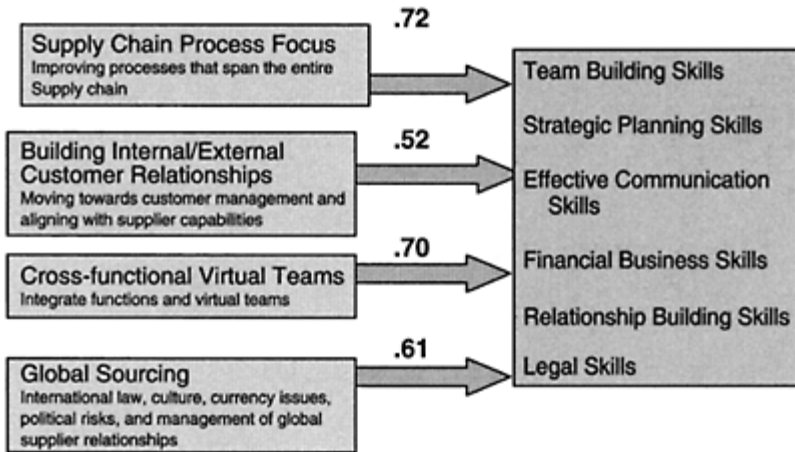 .72
Supply Chain Process Focus
Improving processes that span the entire
Supply chain
.52
Building Internal/External
Customer Relationships
Moving towards customer management and
aligning with supplier capabilities
.70
Cross-functional Virtual Teams
Integrate functions and virtual teams
.61
Global Sourcing
International law, culture, currency issues,
political risks, and management of global
supplier relationships
Team Building Skills
Strategic Planning Skills
Effective Communication
Skills
Financial Business Skills
Relationship Building Skills
Legal Skills